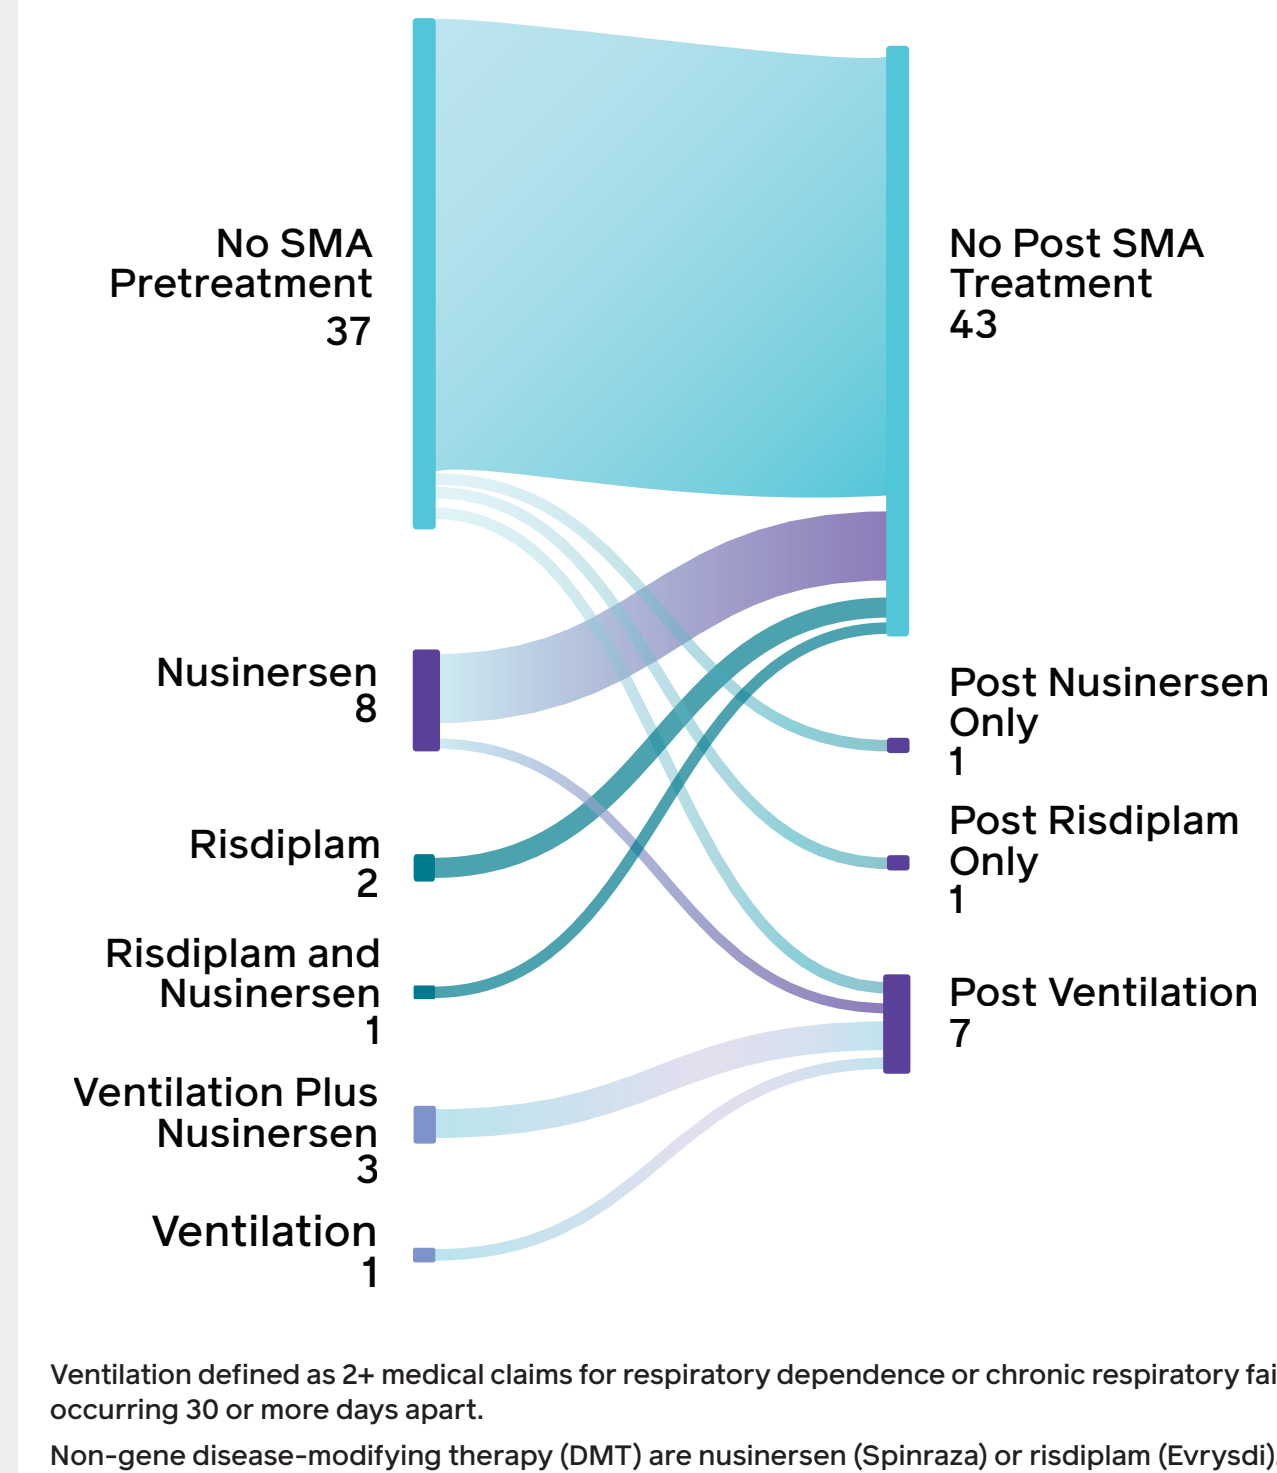 No SMA
Pretreatment
37
No Post SMA
Treatment
43
Nusinersen
8
Post Nusinersen
Only
1
Risdiplam
2
Post Risdiplam
Only
1
Risdiplam and
Nusinersen
1
Post Ventilation
7
Ventilation Plus
Nusinersen
3
Ventilation
1
Ventilation defined as 2+ medical claims for respiratory dependence or chronic respiratory fai
occurring 30 or more days apart.
Non-gene disease-modifying therapy (DMT) are nusinersen (Spinraza) or risdiplam (Evrysdi).